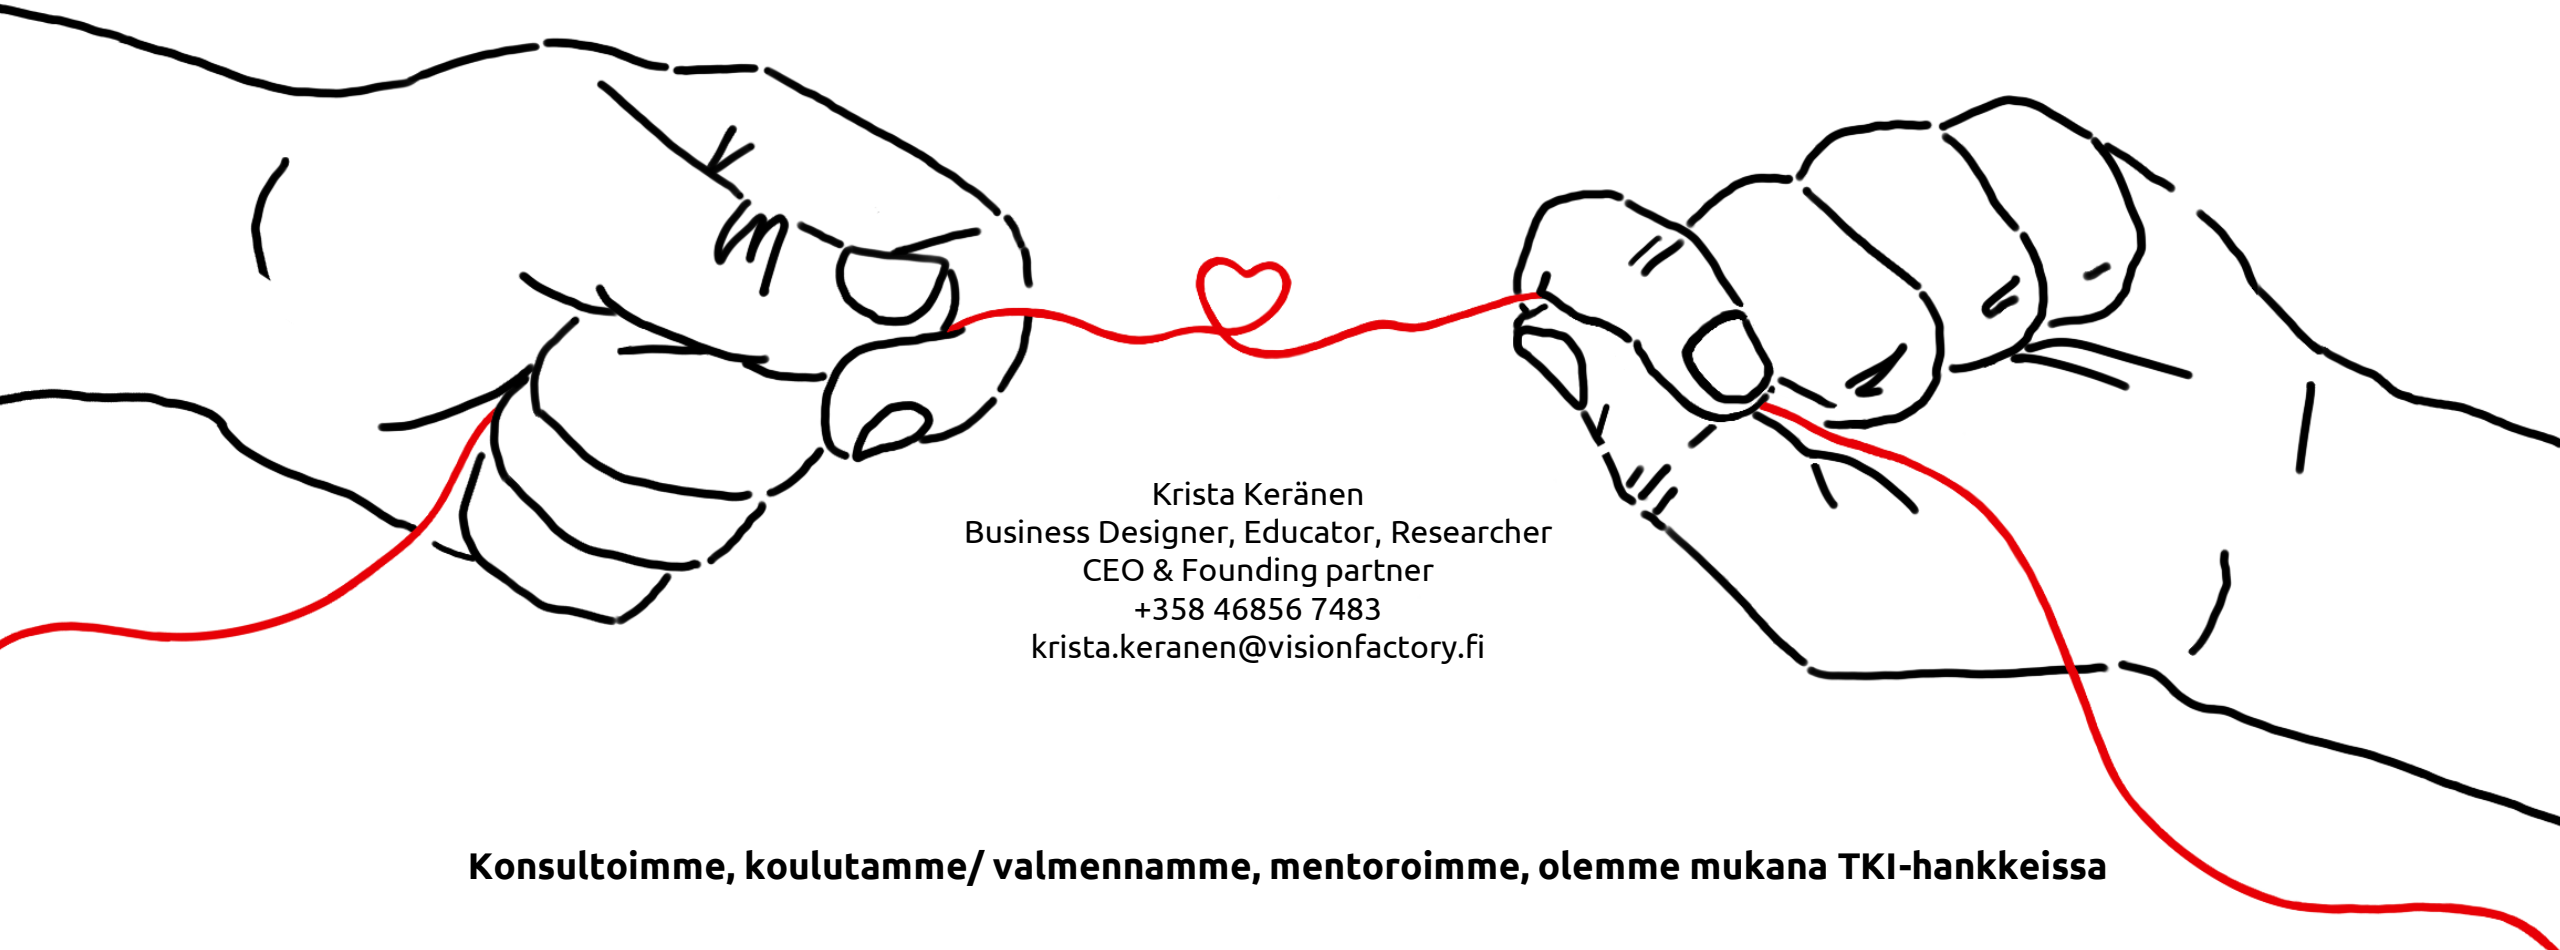 Krista Keränen
Business Designer, Educator, Researcher
CEO & Founding partner
+358 46856 7483
krista.keranen@visionfactory.fi
Konsultoimme, koulutamme/ valmennamme, mentoroimme, olemme mukana TKI-hankkeissa